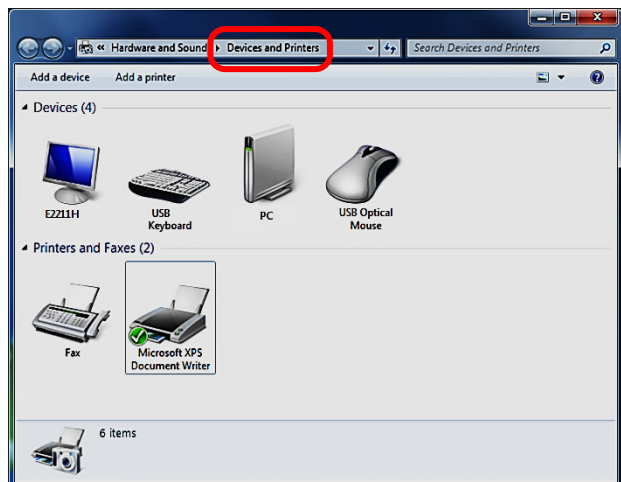 « Hardware and Sound ▸ Devices and Printers Search Devices and Printers
Add a device Add a printer
Devices (4)
E2211H
USB
Keyboard
PC
USB Optical
Mouse
Printers and Faxes (2)
Fax
Microsoft XPS
Document Writer
6 items